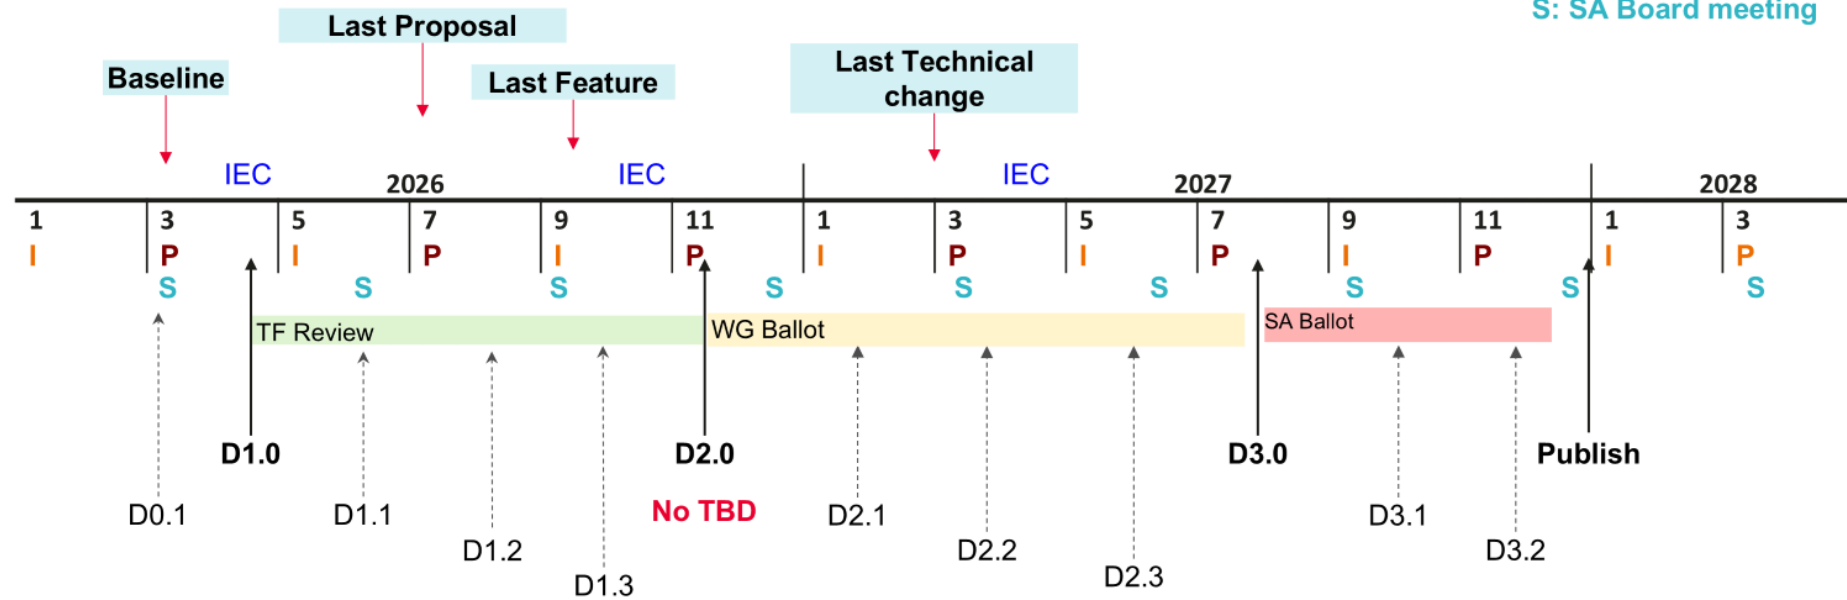 S: SA Board meeting
Last Proposal
Baseline
Last Feature
Last Technical
change
IEC IEC IEC
2026 2027 2028
1 3 5 7 9 11 1 3 5 7 9 11 1 3
I P I P I P I P I P I P I P
S S S S S S S S S S
TF Review WG Ballot SA Ballot
D1.0 D2.0 D3.0 Publish
D0.1 D1.1 No TBD D2.1 D3.1
D1.2 D2.2 D3.2
D1.3 D2.3